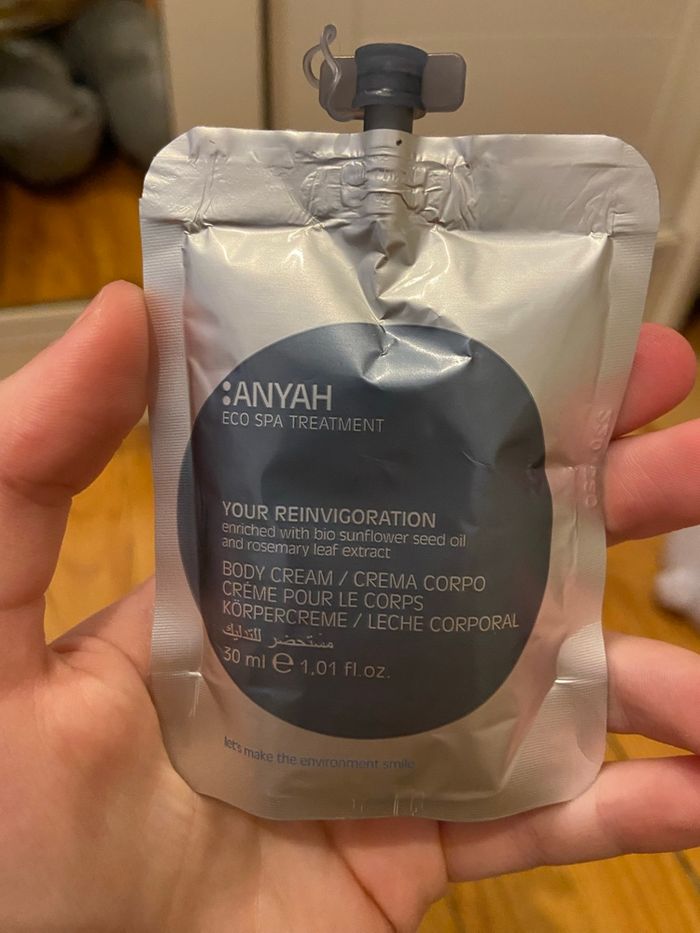 :ANYAH
ECO SPA TREATMENT
YOUR REINVIGORATION
enriched with bio sunflower seed oil
and rosemary leaf extract
BODY CREAM / CREMA CORPO
CRÈME POUR LE CORPS
KÖRPERCREME / LECHE CORPORAL
مستحضر للتدليك
30 ml ℮ 1,01 fl.oz.
let's make the environment smile